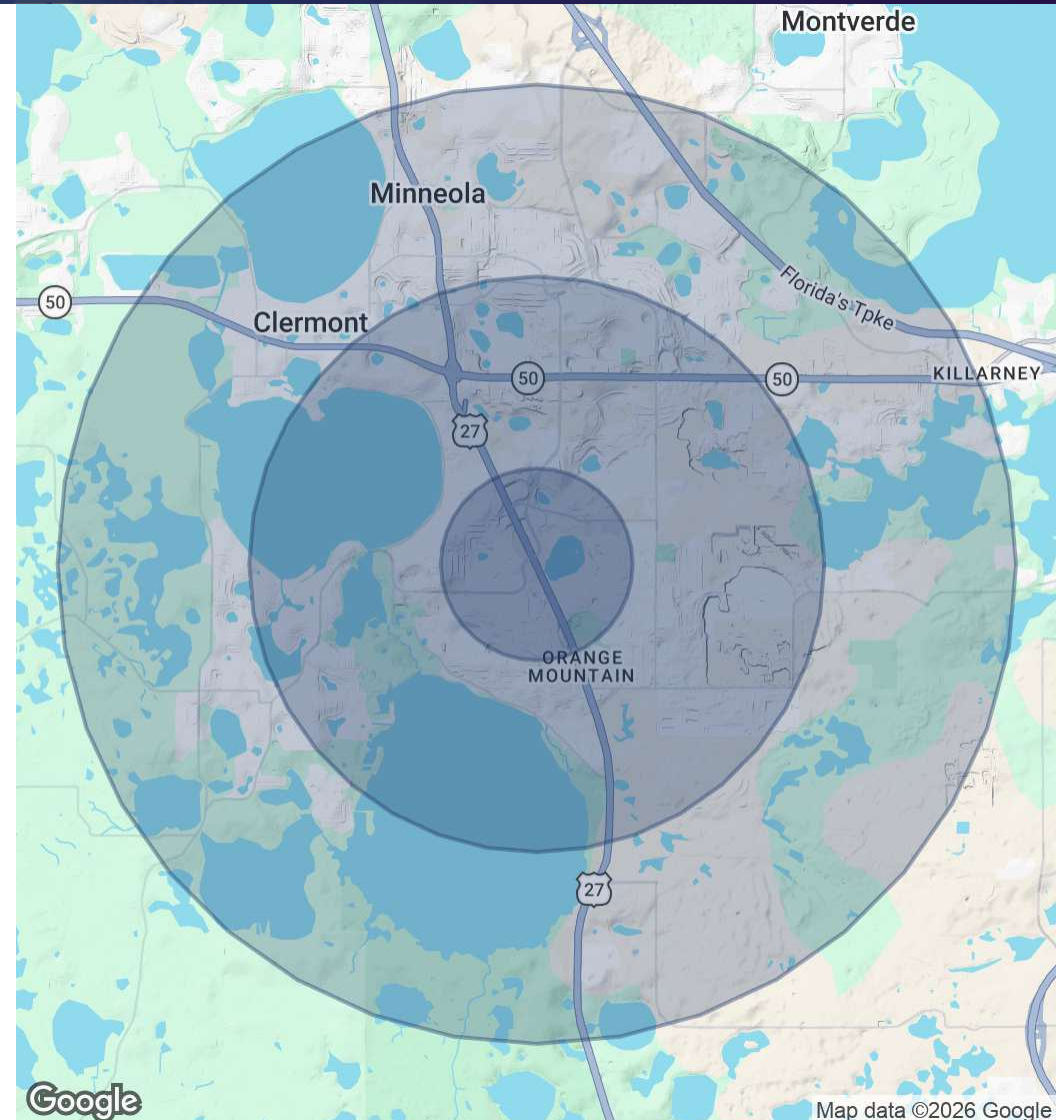 Montverde
Minneola
50
Clermont
Florida's Tpke
50
50
KILLARNEY
27
ORANGE
MOUNTAIN
27
Google
Map data ©2026 Google